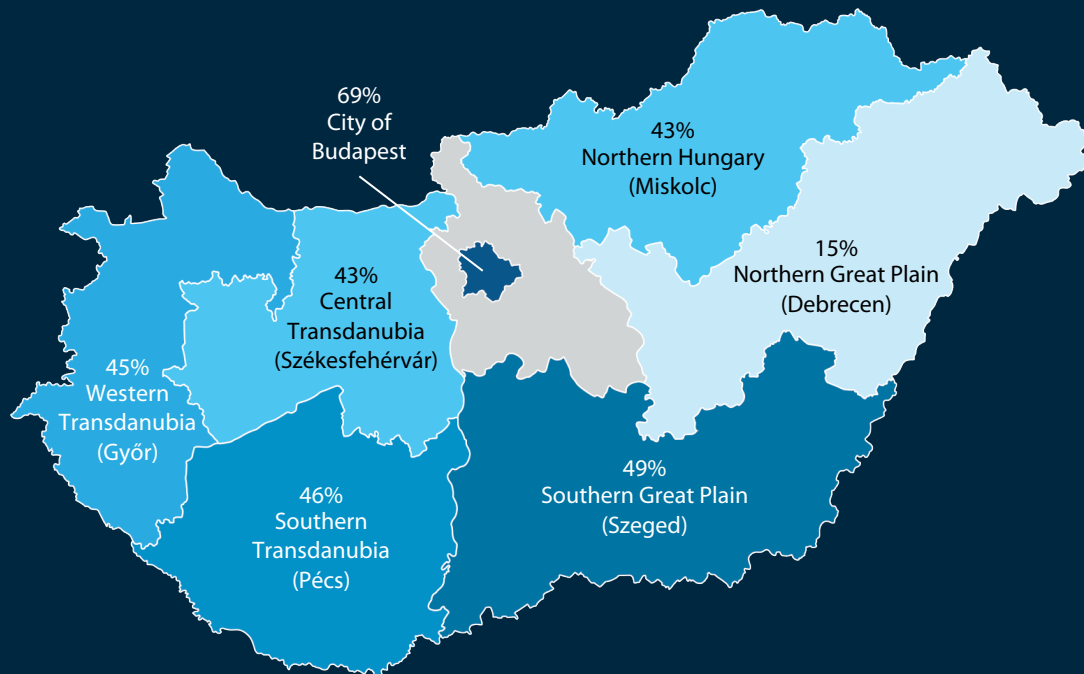 69%
City of
Budapest
43%
Northern Hungary
(Miskolc)
15%
Northern Great Plain
(Debrecen)
43%
Central
Transdanubia
(Székesfehérvár)
45%
Western
Transdanubia
(Győr)
49%
Southern Great Plain
(Szeged)
46%
Southern
Transdanubia
(Pécs)